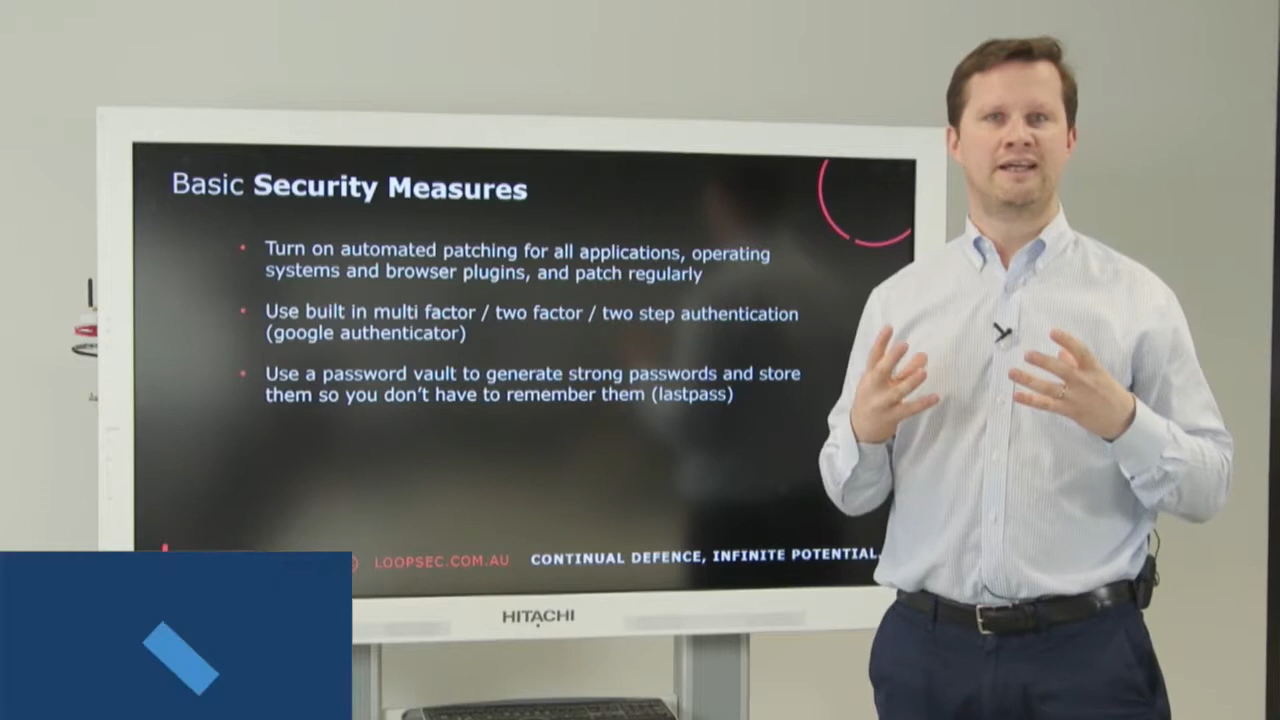 Basic Security Measures
• Turn on automated patching for all applications, operating
systems and browser plugins, and patch regularly
• Use built in multi factor / two factor / two step authentication
(google authenticator)
• Use a password vault to generate strong passwords and store
them so you don't have to remember them (lastpass)
LOOPSEC.COM.AU CONTINUAL DEFENCE, INFINITE POTENTIAL.
HITACHI